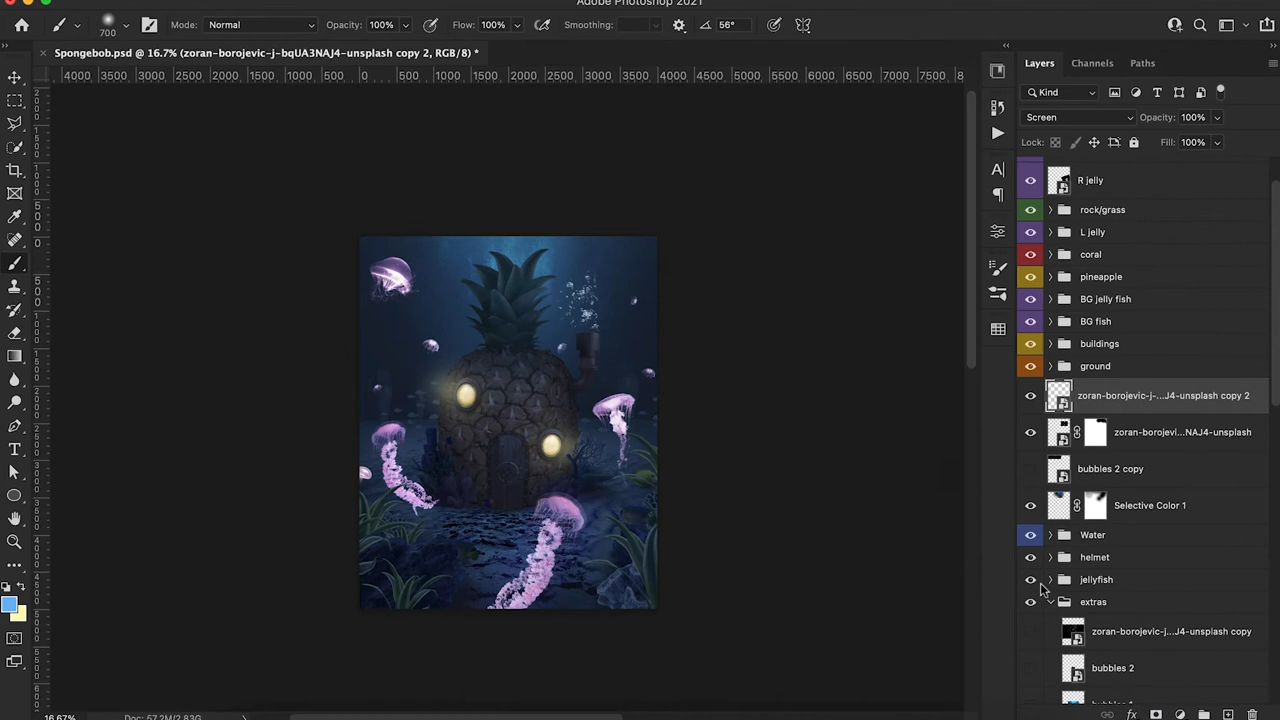 Adobe Photoshop 2021
700 Mode: Normal Opacity: 100% Flow: 100% Smoothing: 56°
Spongebob.psd @ 16.7% (zoran-borojevic-j-bqUA3NAJ4-unsplash copy 2, RGB/8) *
4000 3500 3000 2500 2000 1500 1000 500 0 500 1000 1500 2000 2500 3000 3500 4000 4500 5000 5500 6000 6500 7000 7500 8
Layers Channels Paths
Kind
Screen Opacity: 100%
Lock: Fill: 100%
R jelly
rock/grass
L jelly
coral
pineapple
BG jelly fish
BG fish
buildings
ground
zoran-borojevic-j-...J4-unsplash copy 2
zoran-borojevi...NAJ4-unsplash
bubbles 2 copy
Selective Color 1
Water
helmet
jellyfish
extras
zoran-borojevic-j-...J4-unsplash copy
bubbles 2
16.67% Doc: 57.2M/2.83G